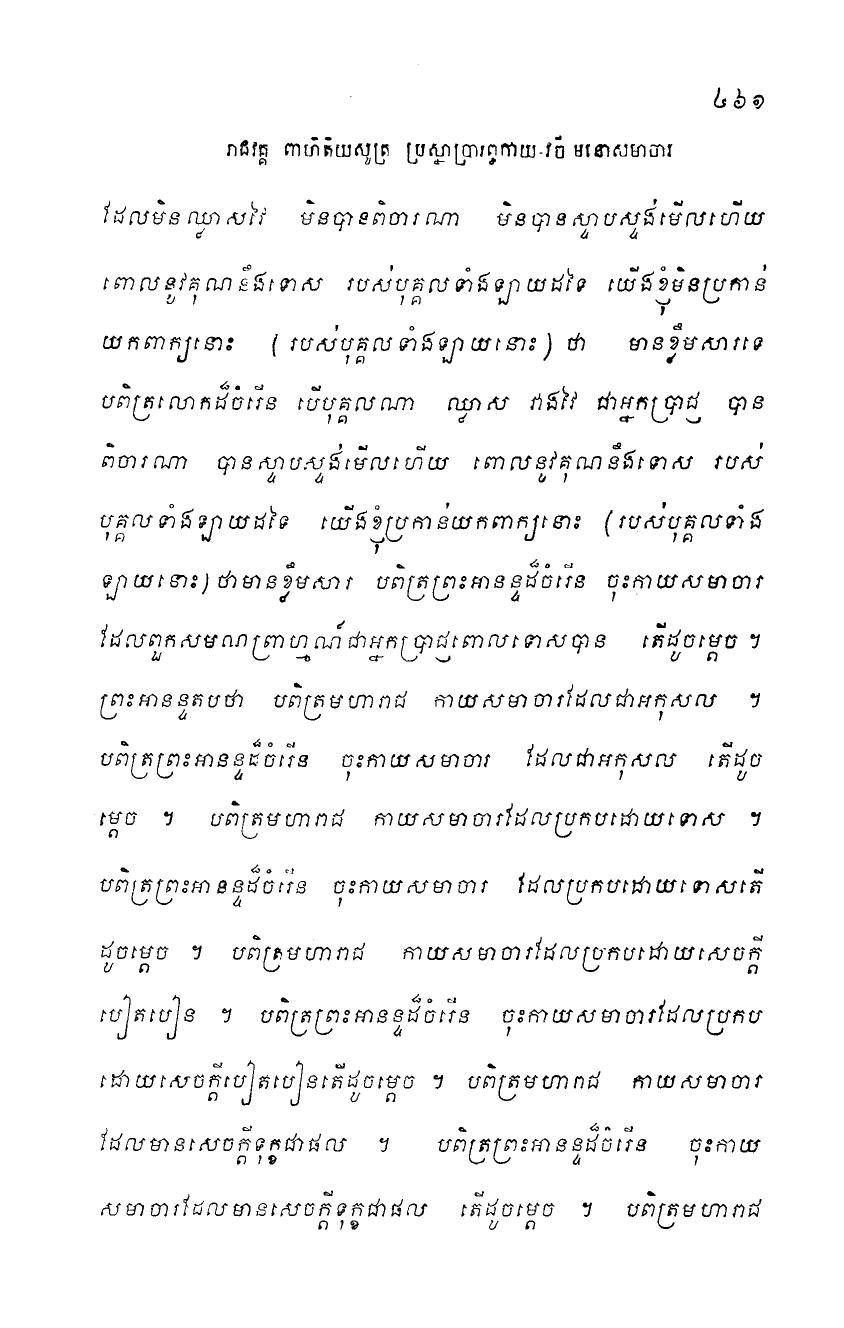 ៤៦១
រាជវគ្គ ពាហិតិយសូត្រ ប្រស្នាប្រារព្ធកាយ-វចី មនោសមាចារ
ដែលមិនឈ្លាសវៃ មិនបានពិចារណា មិនបានស្ទាបស្ទង់មើលហើយ
ពោលនូវគុណនឹងទោស របស់បុគ្គលទាំងឡាយដទៃ យើងខ្ញុំមិនប្រកាន់
យកពាក្យនោះ (របស់បុគ្គលទាំងឡាយនោះ) ថា មានខ្លឹមសារទេ
បពិត្រលោកដ៏ចំរើន បើបុគ្គលណា ឈ្លាស វាងវៃ ជាអ្នកប្រាជ្ញ បាន
ពិចារណា បានស្ទាបស្ទង់មើលហើយ ពោលនូវគុណនឹងទោស របស់
បុគ្គលទាំងឡាយដទៃ យើងខ្ញុំប្រកាន់យកពាក្យនោះ (របស់បុគ្គលទាំង
ឡាយនោះ) ថាមានខ្លឹមសារ បពិត្រព្រះអានន្ទដ៏ចំរើន ចុះកាយសមាចារ
ដែលពួកសមណព្រាហ្មណ៍ជាអ្នកប្រាជ្ញពោលទោសបាន តើដូចម្តេច ។
ព្រះអានន្ទតបថា បពិត្រមហារាជ កាយសមាចារដែលជាអកុសល ។
បពិត្រព្រះអានន្ទដ៏ចំរើន ចុះកាយសមាចារ ដែលជាអកុសល តើដូច
ម្តេច ។ បពិត្រមហារាជ កាយសមាចារដែលប្រកបដោយទោស ។
បពិត្រព្រះអានន្ទដ៏ចំរើន ចុះកាយសមាចារ ដែលប្រកបដោយទោសតើ
ដូចម្តេច ។ បពិត្រមហារាជ កាយសមាចារដែលប្រកបដោយសេចក្តី
បៀតបៀន ។ បពិត្រព្រះអានន្ទដ៏ចំរើន ចុះកាយសមាចារដែលប្រកប
ដោយសេចក្តីបៀតបៀនតើដូចម្តេច ។ បពិត្រមហារាជ កាយសមាចារ
ដែលមានសេចក្តីទុក្ខជាផល ។ បពិត្រព្រះអានន្ទដ៏ចំរើន ចុះកាយ
សមាចារដែលមានសេចក្តីទុក្ខជាផល តើដូចម្តេច ។ បពិត្រមហារាជ